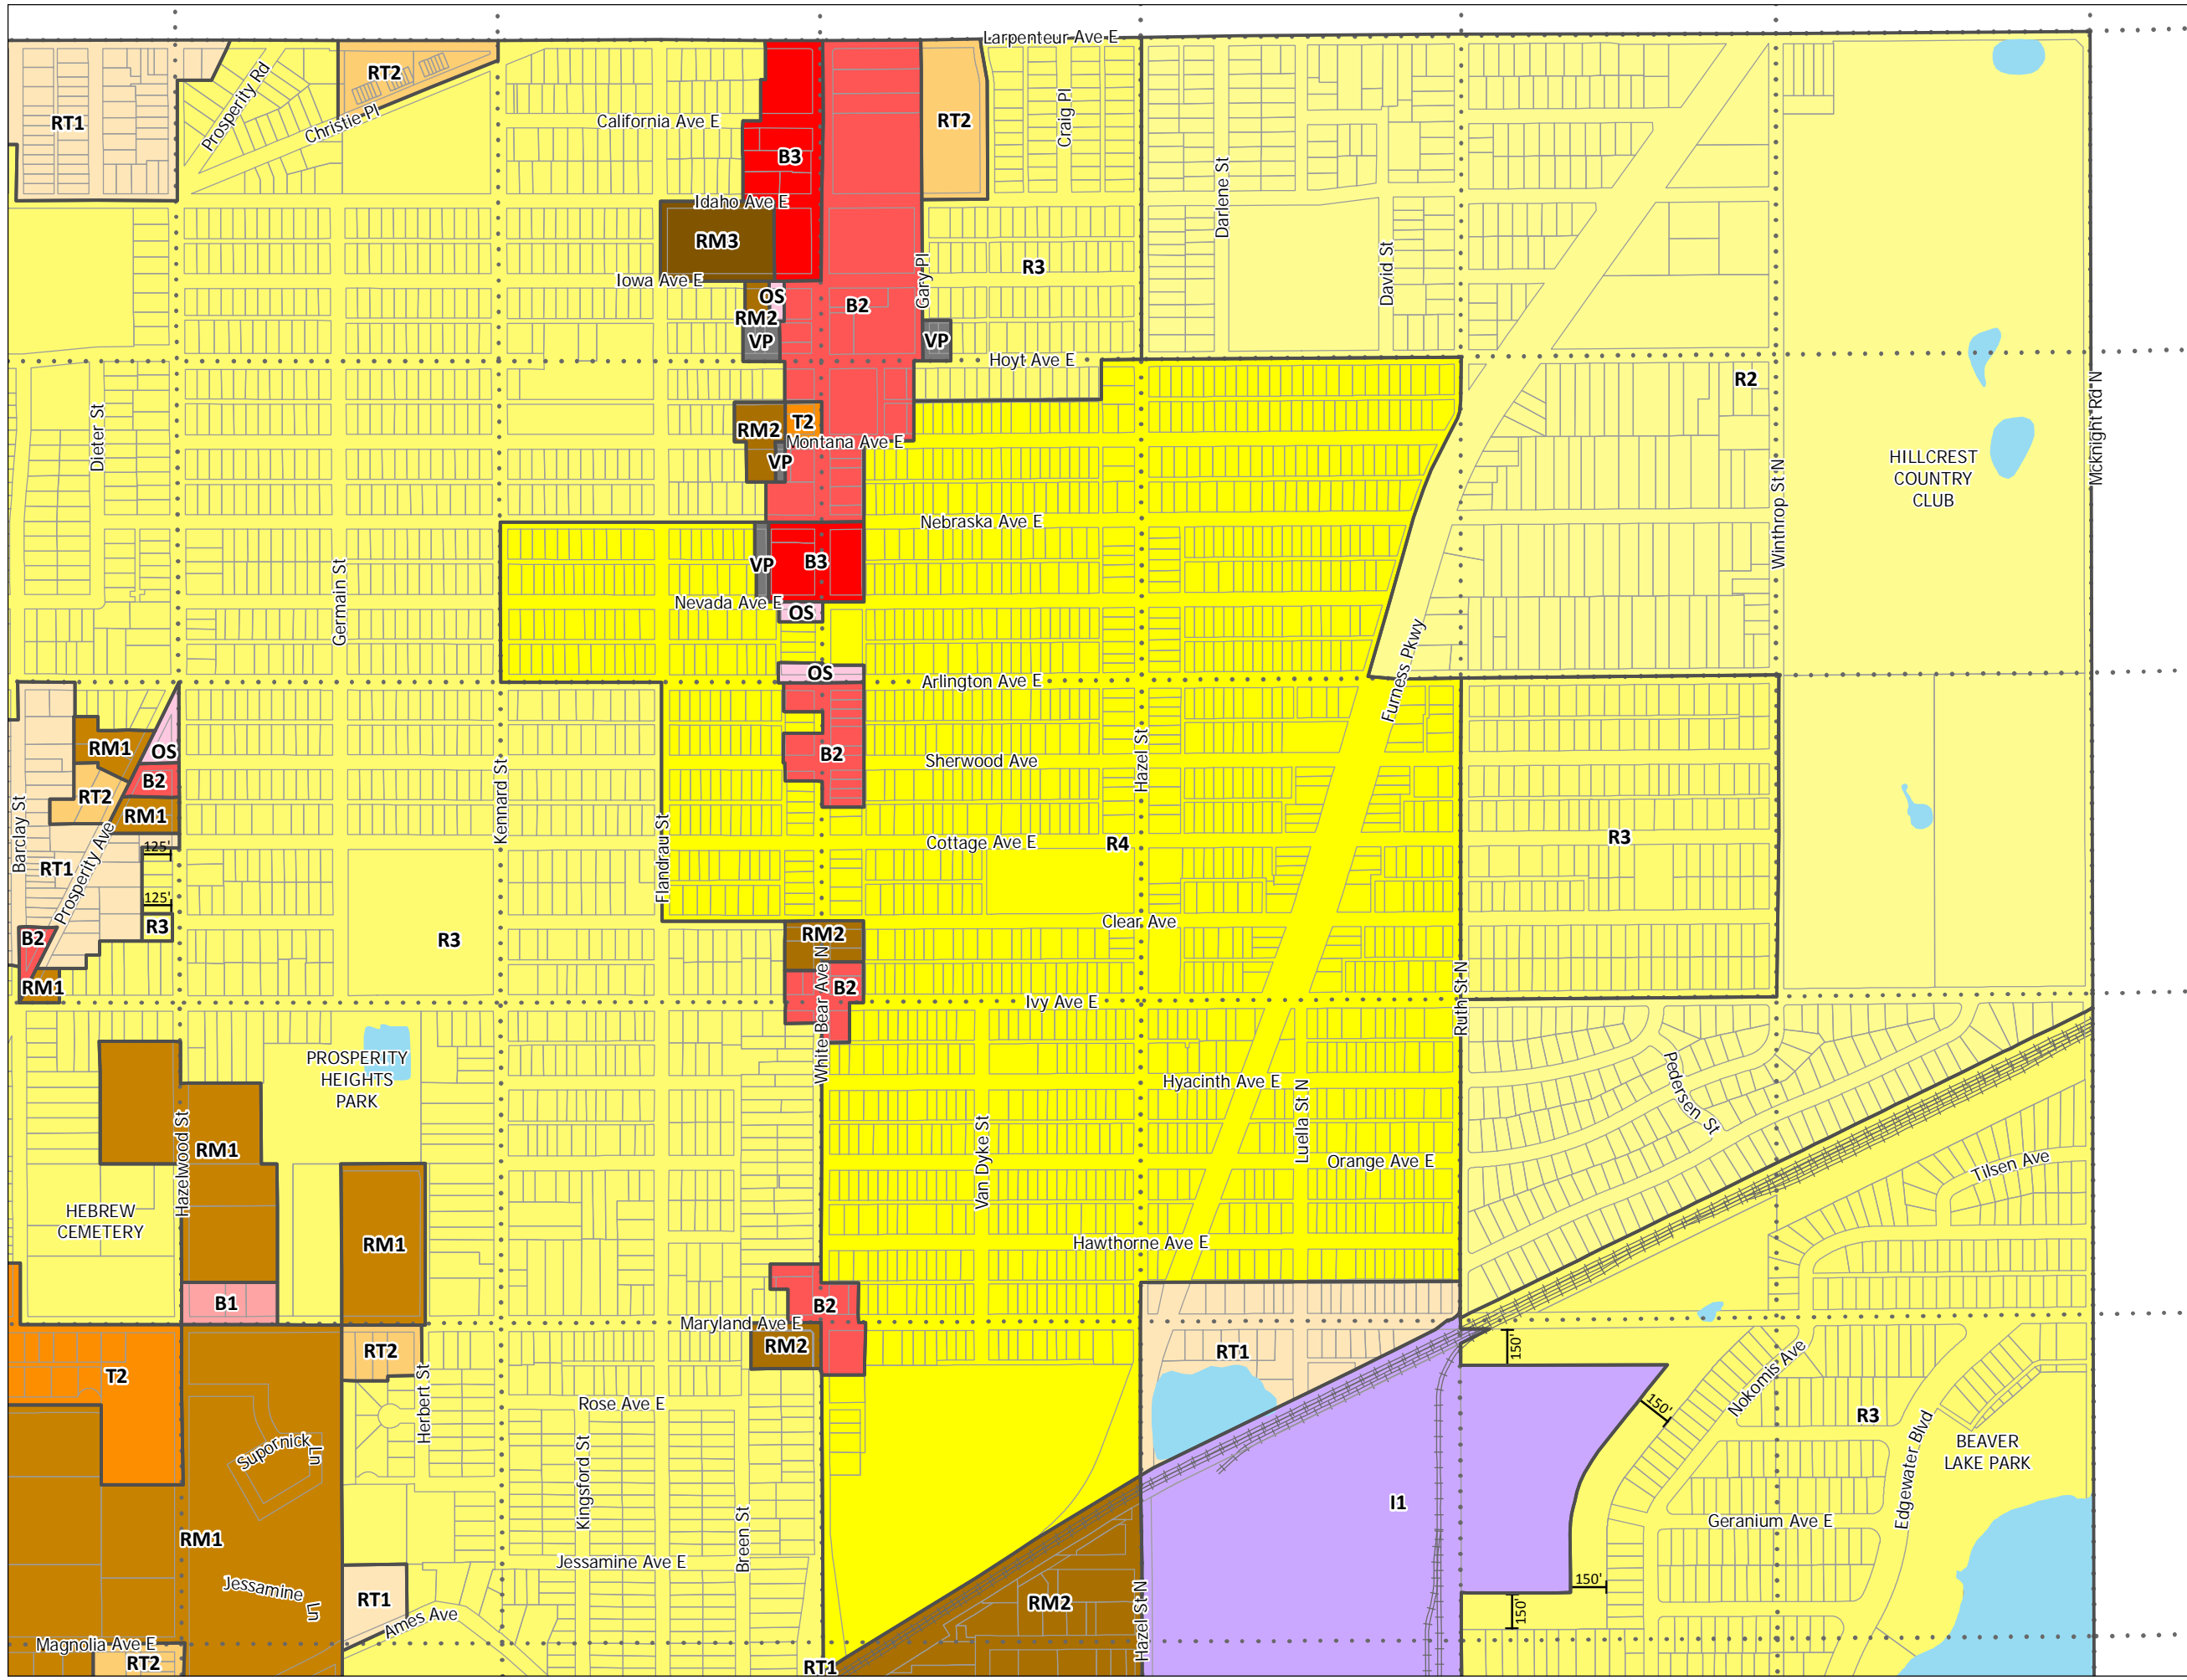 Larpenteur Ave E
RT2
RT1
Prosperity Rd
Christie Pl
California Ave E
B3
RT2
Craig Pl
Darlene St
Idaho Ave E
RM3
R3
David St
Gary Pl
Iowa Ave E
OS
B2
RM2
VP
VP
Hoyt Ave E
R2
Mcknight Rd N
Dieter St
RM2
T2
Montana Ave E
VP
HILLCREST
COUNTRY
CLUB
Winthrop St N
Nebraska Ave E
VP
B3
Germain St
Nevada Ave E
OS
Furness Pkwy
OS
Arlington Ave E
RM1
OS
B2
B2
Sherwood Ave
Hazel St
RT2
RM1
Kennard St
Barclay St
Flandrau St
R3
Cottage Ave E
R4
125'
RT1
Prosperity Ave
125'
R3
Clear Ave
B2
R3
RM2
RM1
B2
Ivy Ave E
Ruth St N
White Bear Ave N
PROSPERITY
HEIGHTS
PARK
Hyacinth Ave E
Pedersen St
Luella St N
Hazelwood St
RM1
Van Dyke St
Orange Ave E
Tilsen Ave
HEBREW
CEMETERY
RM1
Hawthorne Ave E
B1
B2
Maryland Ave E
RM2
RT2
RT1
150'
T2
Herbert St
Rose Ave E
Nokomis Ave
150'
R3
Supornick
Ln
Edgewater Blvd
BEAVER
LAKE PARK
Kingsford St
I1
RM1
Breen St
Geranium Ave E
Jessamine Ave E
Jessamine
Ln
RT1
Ames Ave
RM2
Hazel St N
150'
150'
Magnolia Ave E
RT2
RT1